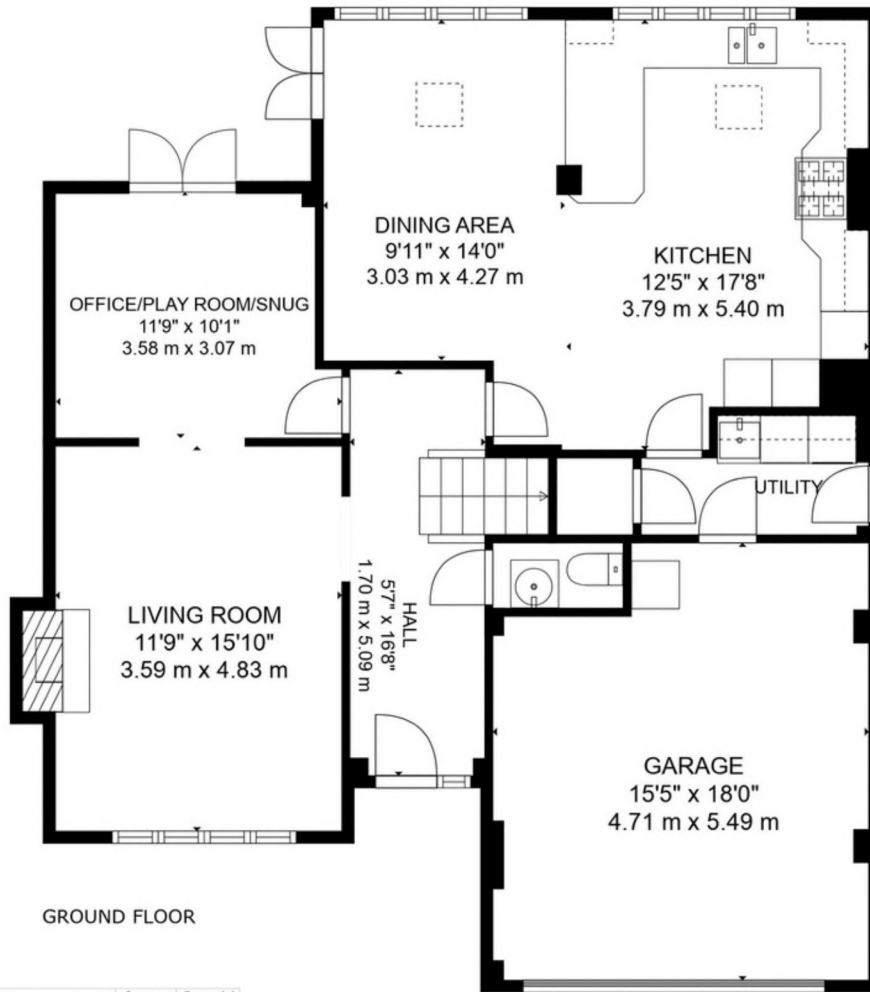 DINING AREA
9'11" x 14'0"
3.03 m x 4.27 m
KITCHEN
12'5" x 17'8"
3.79 m x 5.40 m
OFFICE/PLAY ROOM/SNUG
11'9" x 10'1"
3.58 m x 3.07 m
UTILITY
LIVING ROOM
11'9" x 15'10"
3.59 m x 4.83 m
HALL
5'7" x 16'8"
1.70 m x 5.09 m
GARAGE
15'5" x 18'0"
4.71 m x 5.49 m
GROUND FLOOR